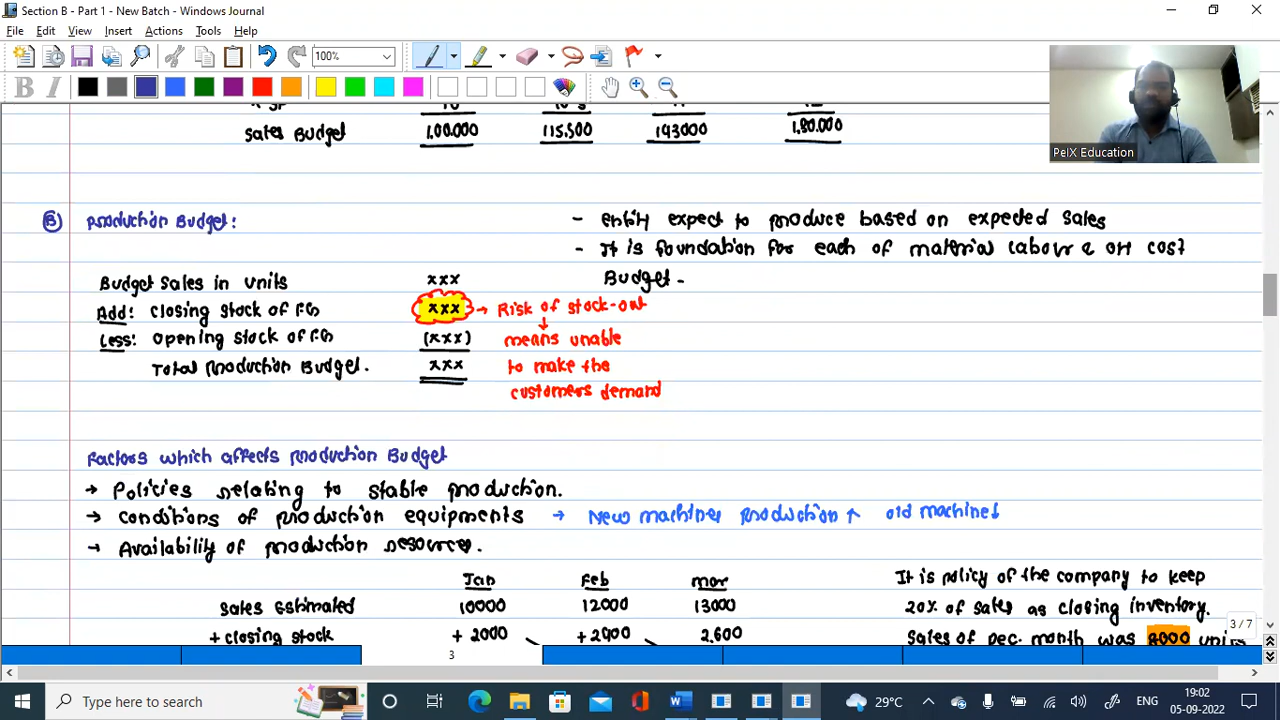 Section B - Part 1 - New Batch - Windows Journal
File Edit View Insert Actions Tools Help
100%
B I
PelX Education
Sales Budget 1,00,000 115,500 143000 1,80,000
B Production Budget:
- entity expect to produce based on expected sales
- It is foundation for each of material labour & OH cost
Budget -
Budget Sales in Units xxx
Add: closing stock of FG xxx → Risk of stock-out
Less: opening stock of FG (xxx) means unable
Total production Budget. xxx to make the
customers demand
Factors which affects production Budget
→ Policies relating to stable production.
→ Conditions of production equipments → New machines production ↑ old machines
→ Availability of production resources.
Jan Feb mar
It is policy of the company to keep
Sales Estimated 10000 12000 13000
20% of sales as closing inventory.
+ closing stock + 2000 2,600
Sales of Dec. month was 8000 units
3 / 7
3
Type here to search
29°C
ENG
19:02
05-09-2022